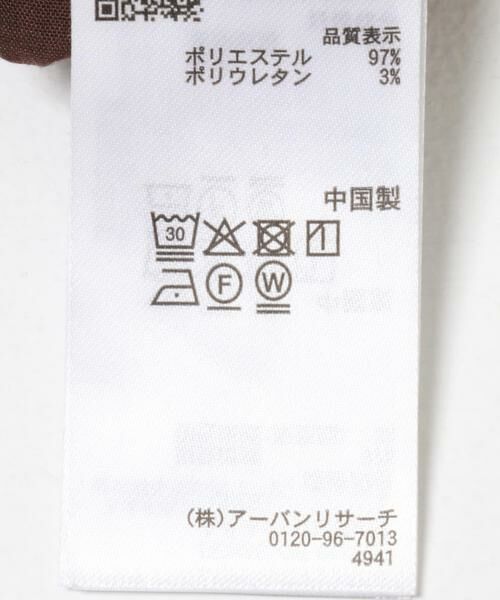 品質表示
ポリエステル 97%
ポリウレタン 3%
中国製
30
F W
(株)アーバンリサーチ
0120-96-7013
4941